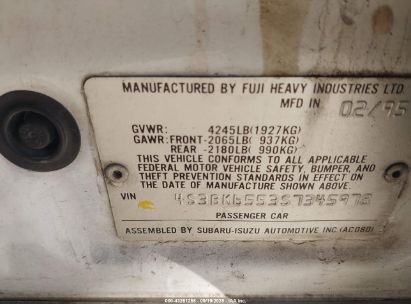 MANUFACTURED BY FUJI HEAVY INDUSTRIES LTD.
MFD IN 02/95
GVWR: 4245LB(1927KG)
GAWR:FRONT-2065LB( 937KG)
REAR -2180LB( 990KG)
THIS VEHICLE CONFORMS TO ALL APPLICABLE
FEDERAL MOTOR VEHICLE SAFETY, BUMPER, AND
THEFT PREVENTION STANDARDS IN EFFECT ON
THE DATE OF MANUFACTURE SHOWN ABOVE.
VIN 4S3BK6553S7345978
PASSENGER CAR
ASSEMBLED BY SUBARU-ISUZU AUTOMOTIVE INC.